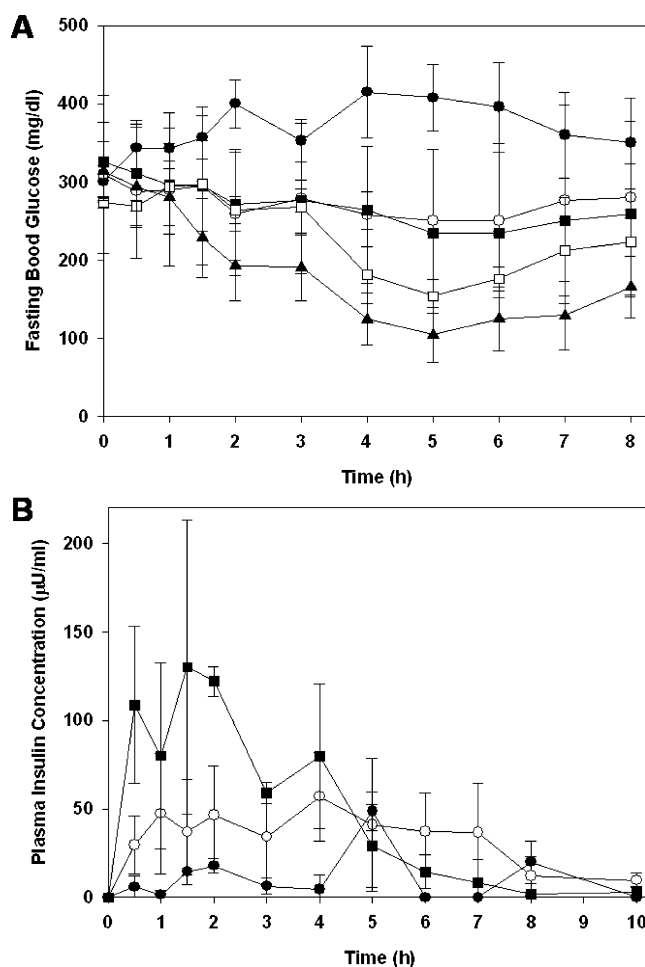 A
500
400
300
200
100
0
Fasting Bood Glucose (mg/dl)
0 1 2 3 4 5 6 7 8
Time (h)
B
200
150
100
50
0
Plasma Insulin Concentration (μU/ml)
0 1 2 3 4 5 6 7 8 10
Time (h)